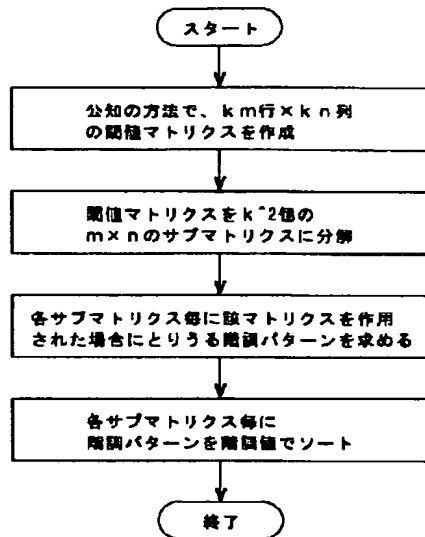 スタート
公知の方法で、km行×kn列
の閾値マトリクスを作成
閾値マトリクスをk^2個の
m×nのサブマトリクスに分解
各サブマトリクス毎に該マトリクスを作用
された場合にとりうる階調パターンを求める
各サブマトリクス毎に
階調パターンを階調値でソート
終了